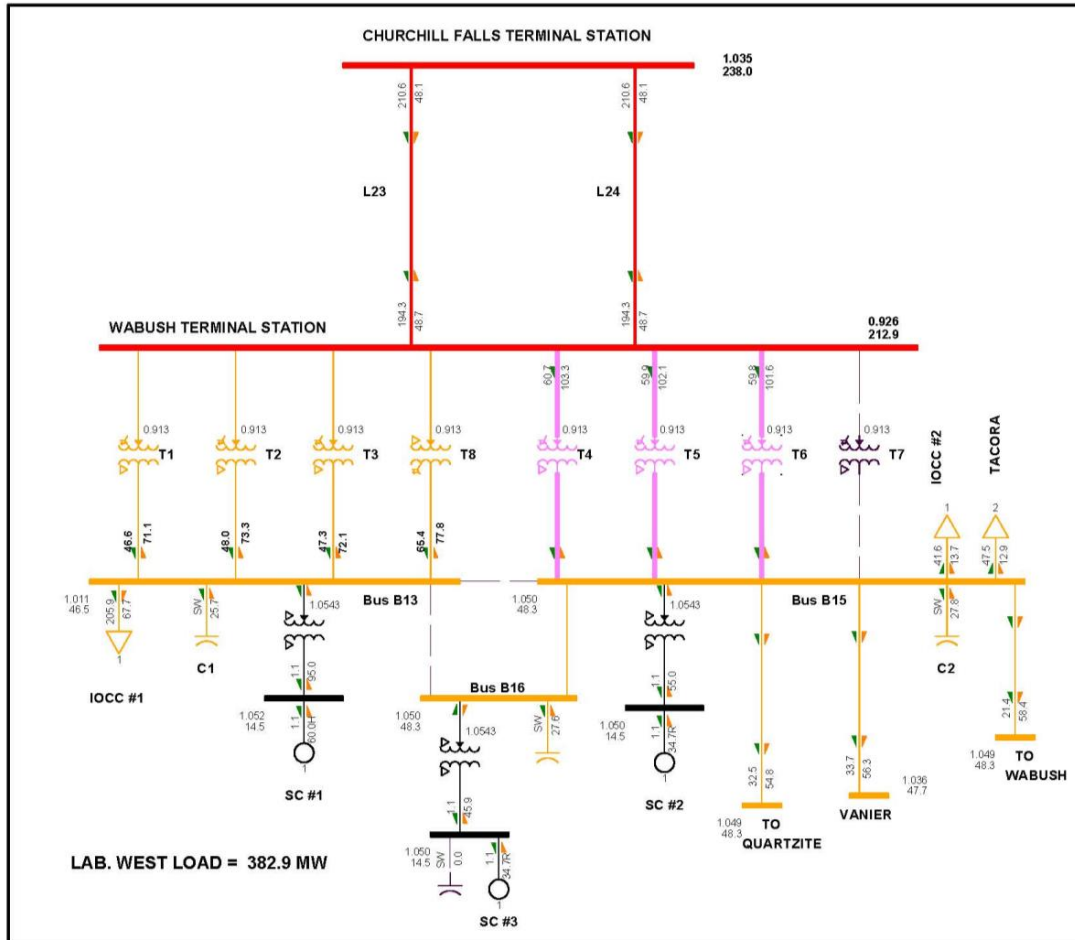 CHURCHILL FALLS TERMINAL STATION
1.035
238.0
210.6
48.1
210.6
48.1
L23
L24
194.3
48.7
194.3
48.7
WABUSH TERMINAL STATION
0.926
212.9
60.7
103.3
59.9
102.1
59.8
101.6
0.913
0.913
0.913
0.913
0.913
0.913
0.913
0.913
T1
T2
T3
T8
T4
T5
T6
T7
IOCC #2
TACORA
1
2
46.6
71.1
48.0
73.3
47.3
72.1
65.4
77.8
41.6
13.7
47.5
12.9
1.011
46.5
Bus B13
1.050
48.3
Bus B15
205.9
67.7
SW
25.7
1.0543
1.0543
SW
27.8
1
IOCC #1
C1
C2
1.1
95.0
Bus B16
1.1
55.0
1.052
14.5
1.1
60.0H
1
SC #1
1.050
48.3
1.0543
SW
27.6
1.050
14.5
1.1
34.7R
1
SC #2
32.5
54.8
33.7
56.3
21.4
58.4
1.049
48.3
TO
WABUSH
1.036
47.7
VANIER
1.049
48.3
TO
QUARTZITE
1.1
45.9
1.050
14.5
SW
0.0
1.1
34.7R
1
SC #3
LAB. WEST LOAD = 382.9 MW